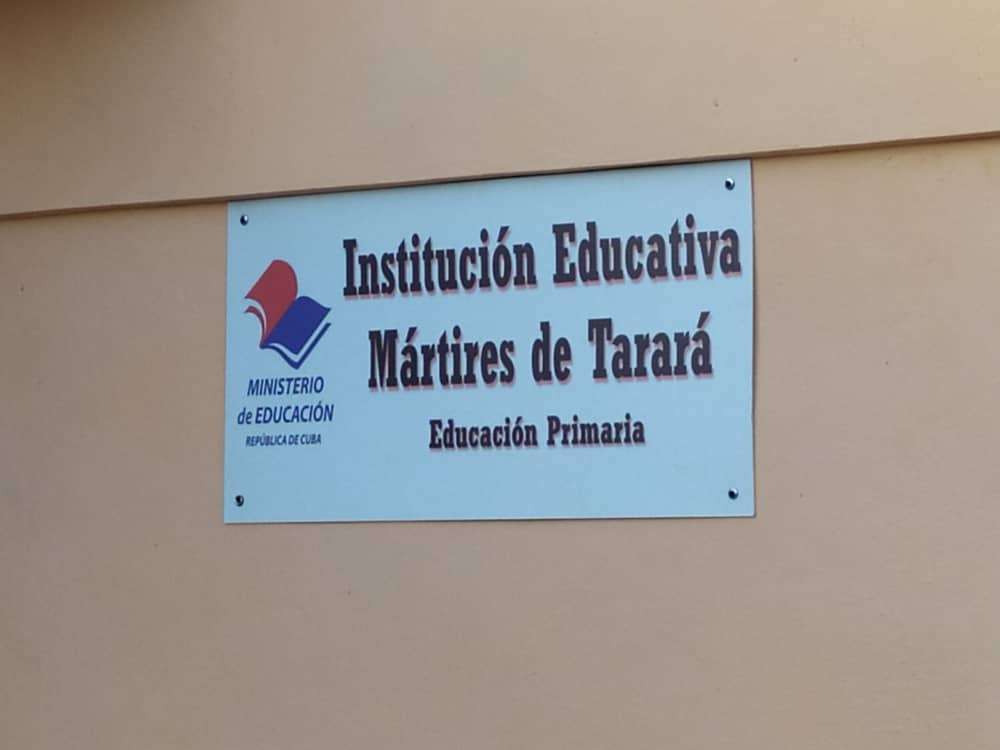 Institución Educativa
Mártires de Tarará
Educación Primaria
MINISTERIO
de EDUCACIÓN
REPÚBLICA DE CUBA